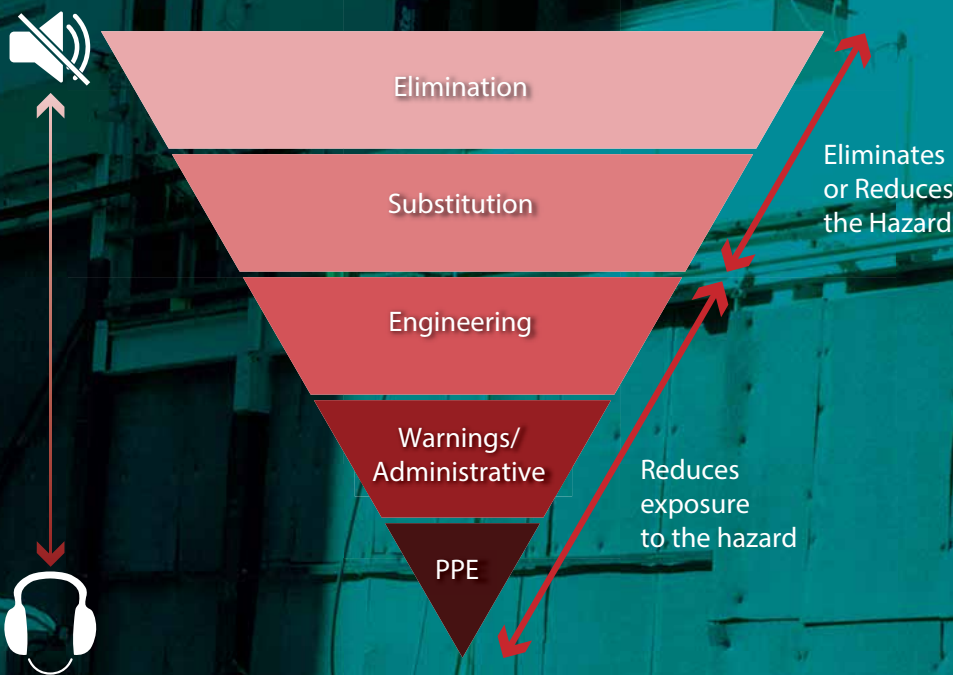 Elimination
Eliminates
or Reduces
the Hazard
Substitution
Engineering
Warnings/
Administrative
Reduces
exposure
to the hazard
PPE